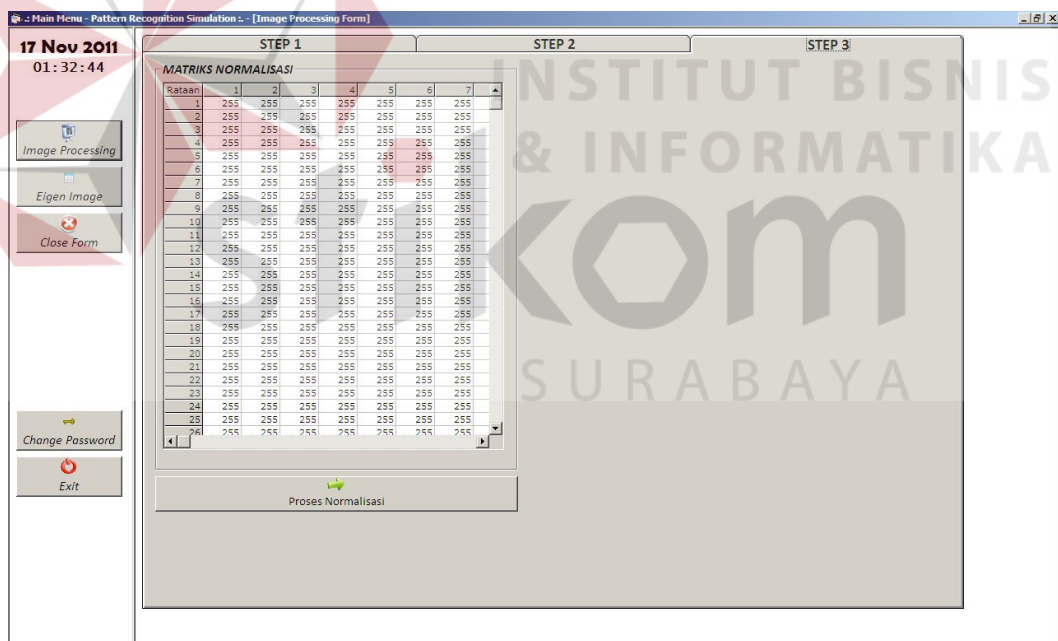 .: Main Menu - Pattern Recognition Simulation :. - [Image Processing Form]
17 Nov 2011
01:32:44
Image Processing
Eigen Image
Close Form
Change Password
Exit
STEP 1 STEP 2 STEP 3
MATRIKS NORMALISASI
Rataan 1 2 3 4 5 6 7
1 255 255 255 255 255 255 255
2 255 255 255 255 255 255 255
3 255 255 255 255 255 255 255
4 255 255 255 255 255 255 255
5 255 255 255 255 255 255 255
6 255 255 255 255 255 255 255
7 255 255 255 255 255 255 255
8 255 255 255 255 255 255 255
9 255 255 255 255 255 255 255
10 255 255 255 255 255 255 255
11 255 255 255 255 255 255 255
12 255 255 255 255 255 255 255
13 255 255 255 255 255 255 255
14 255 255 255 255 255 255 255
15 255 255 255 255 255 255 255
16 255 255 255 255 255 255 255
17 255 255 255 255 255 255 255
18 255 255 255 255 255 255 255
19 255 255 255 255 255 255 255
20 255 255 255 255 255 255 255
21 255 255 255 255 255 255 255
22 255 255 255 255 255 255 255
23 255 255 255 255 255 255 255
24 255 255 255 255 255 255 255
25 255 255 255 255 255 255 255
26 255 255 255 255 255 255 255
Proses Normalisasi
INSTITUT BISNIS
& INFORMATIKA
stikom
SURABAYA